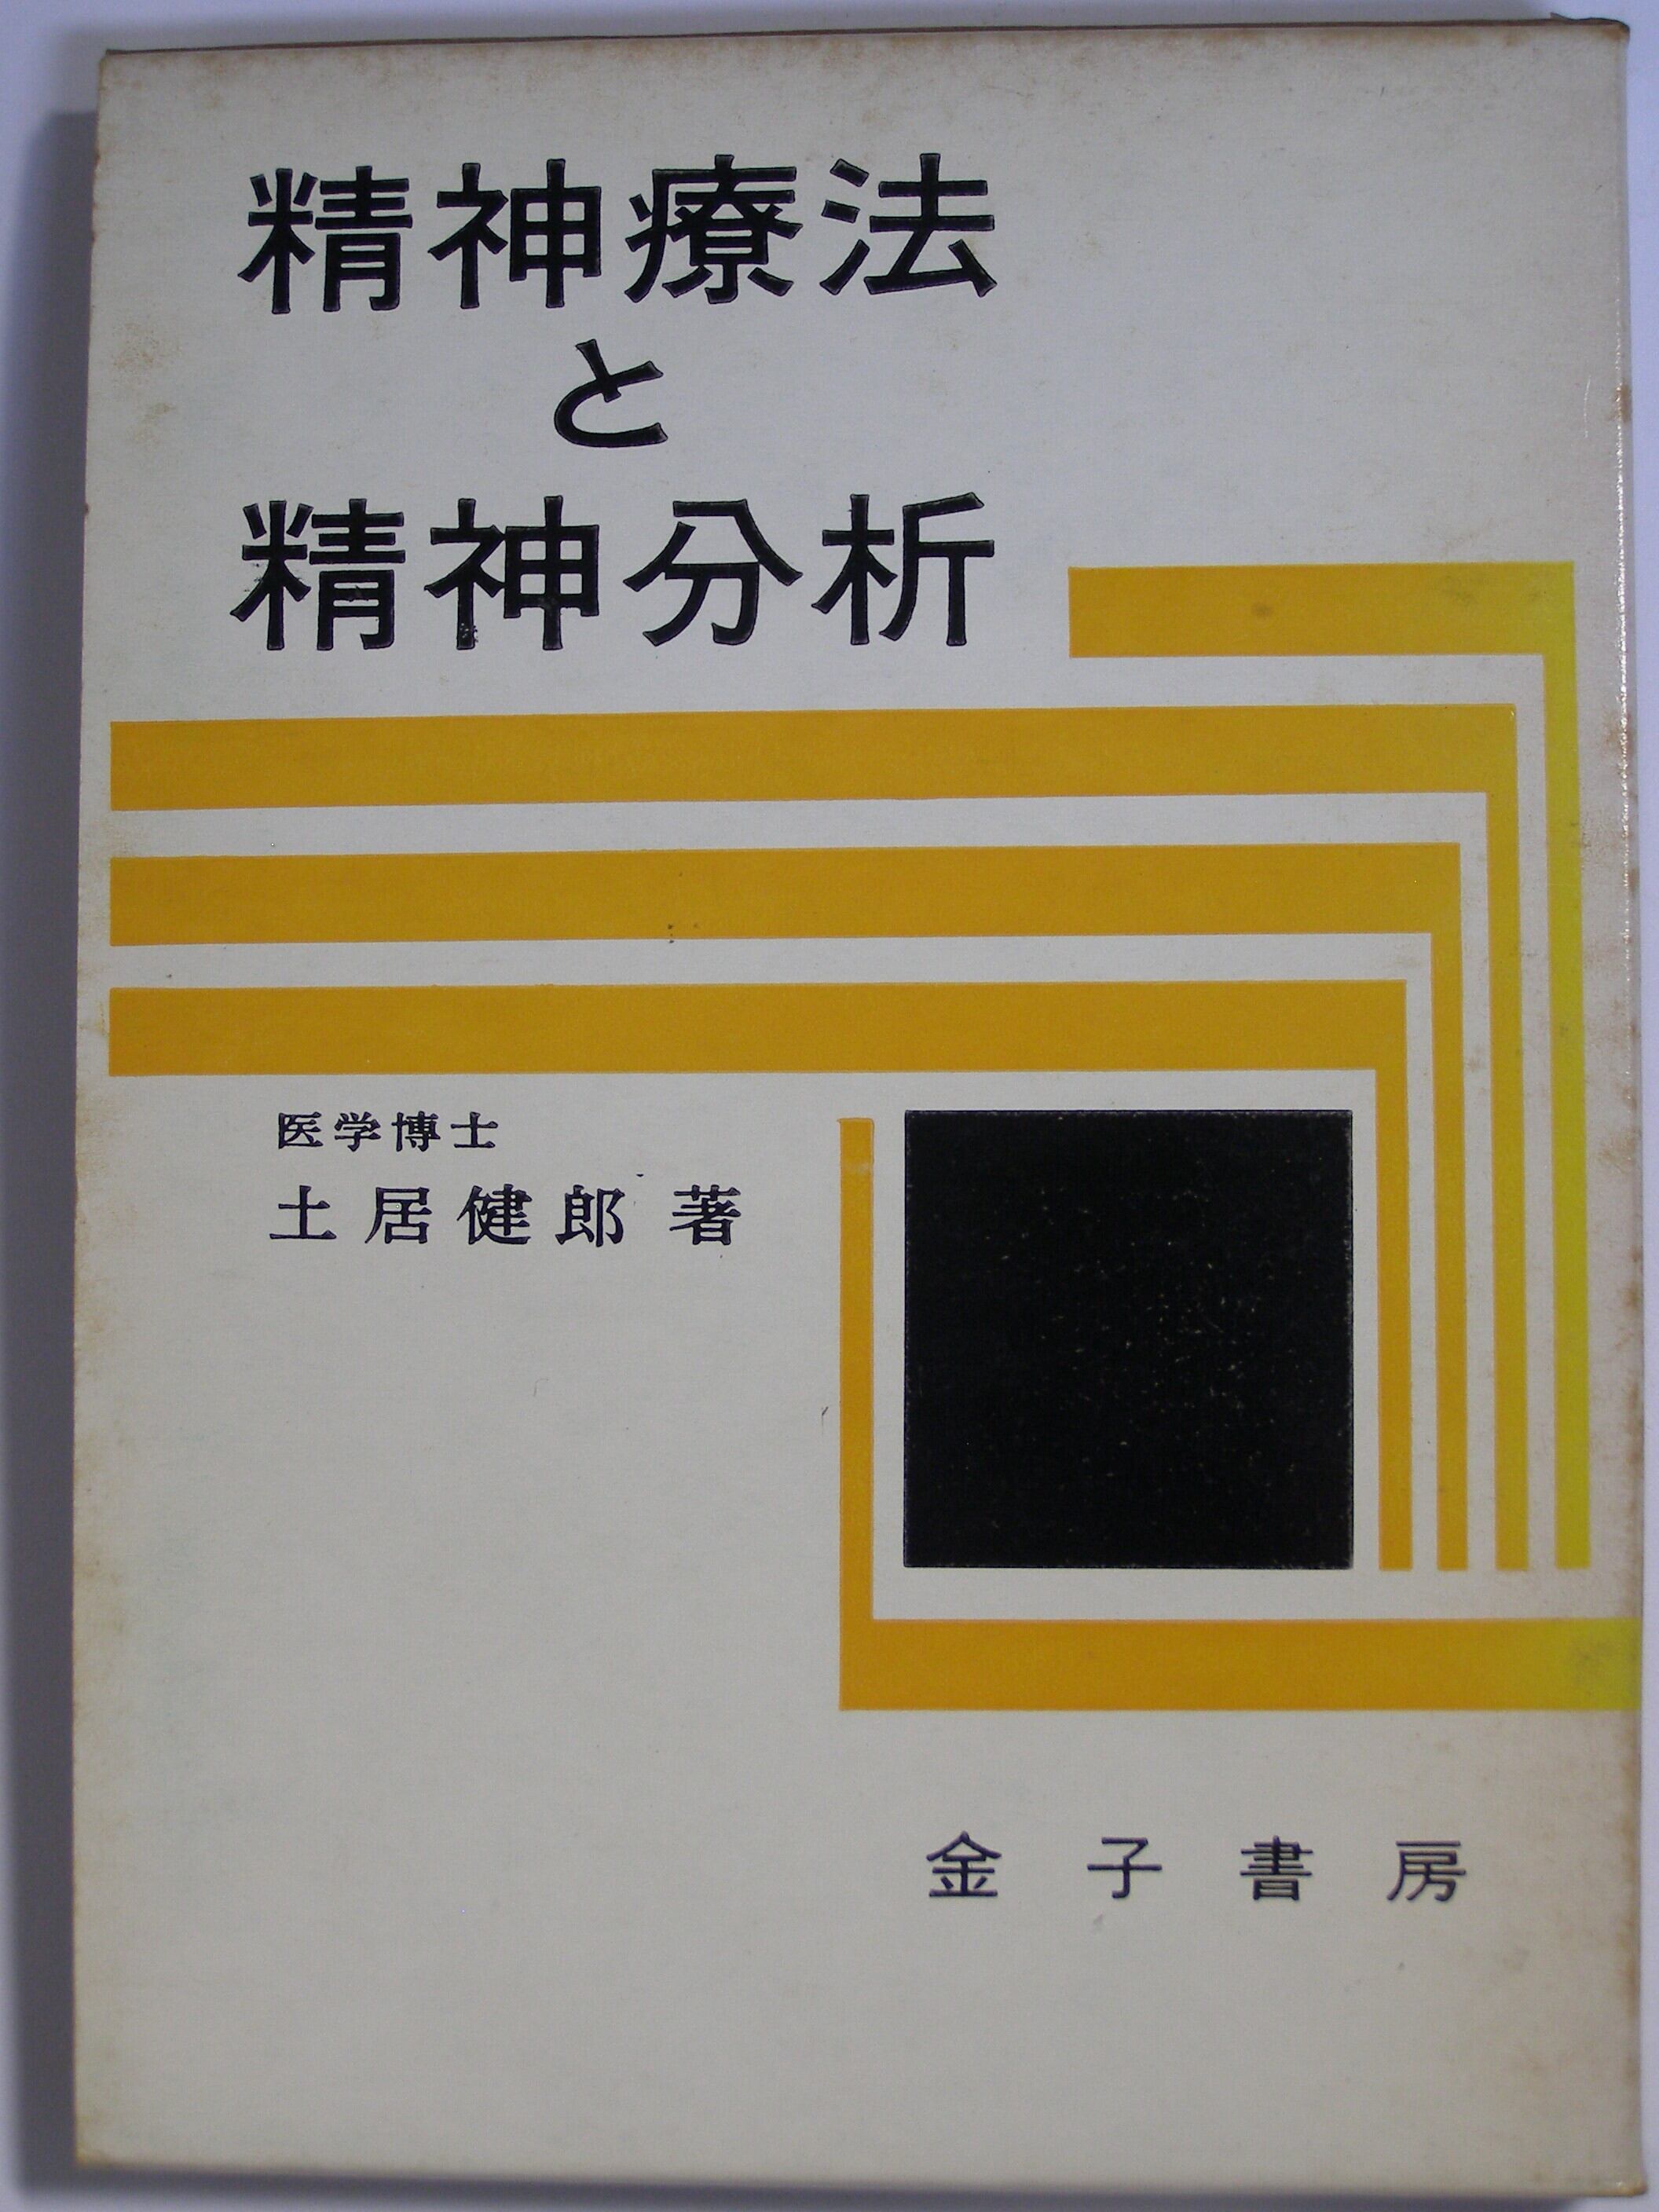 精神療法
と
精神分析
医学博士
土居健郎 著
金子書房